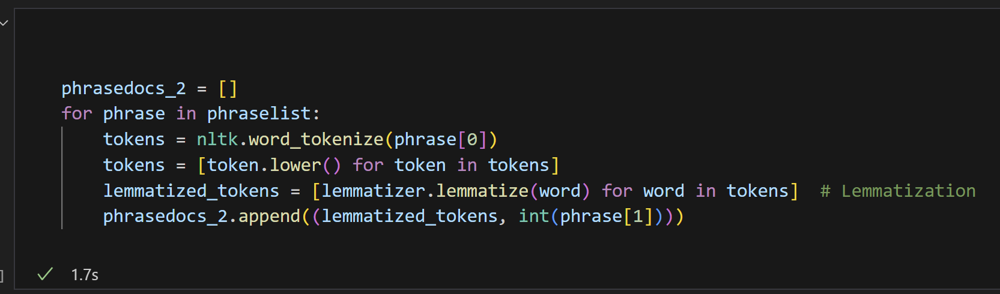 phrasedocs_2 = []
for phrase in phraselist:
    tokens = nltk.word_tokenize(phrase[0])
    tokens = [token.lower() for token in tokens]
    lemmatized_tokens = [lemmatizer.lemmatize(word) for word in tokens]  # Lemmatization
    phrasedocs_2.append((lemmatized_tokens, int(phrase[1])))
] ✓ 1.7s